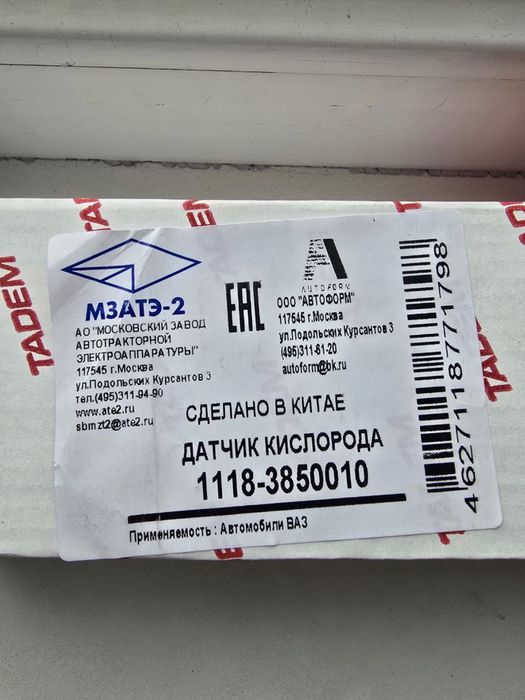 TADEM
МЗАТЭ-2
АО "МОСКОВСКИЙ ЗАВОД
АВТОТРАКТОРНОЙ
ЭЛЕКТРОАППАРАТУРЫ"
117545 г.Москва
ул.Подольских Курсантов 3
тел.(495)311-94-90
www.ate2.ru
sbmzt2@ate2.ru
ЕАС
A
AUTOFORM
ООО "АВТОФОРМ"
117545 г.Москва
ул.Подольских Курсантов 3
(495)311-61-20
autoform@bk.ru
СДЕЛАНО В КИТАЕ
ДАТЧИК КИСЛОРОДА
1118-3850010
Применяемость : Автомобили ВАЗ
4627118771798
TADEM